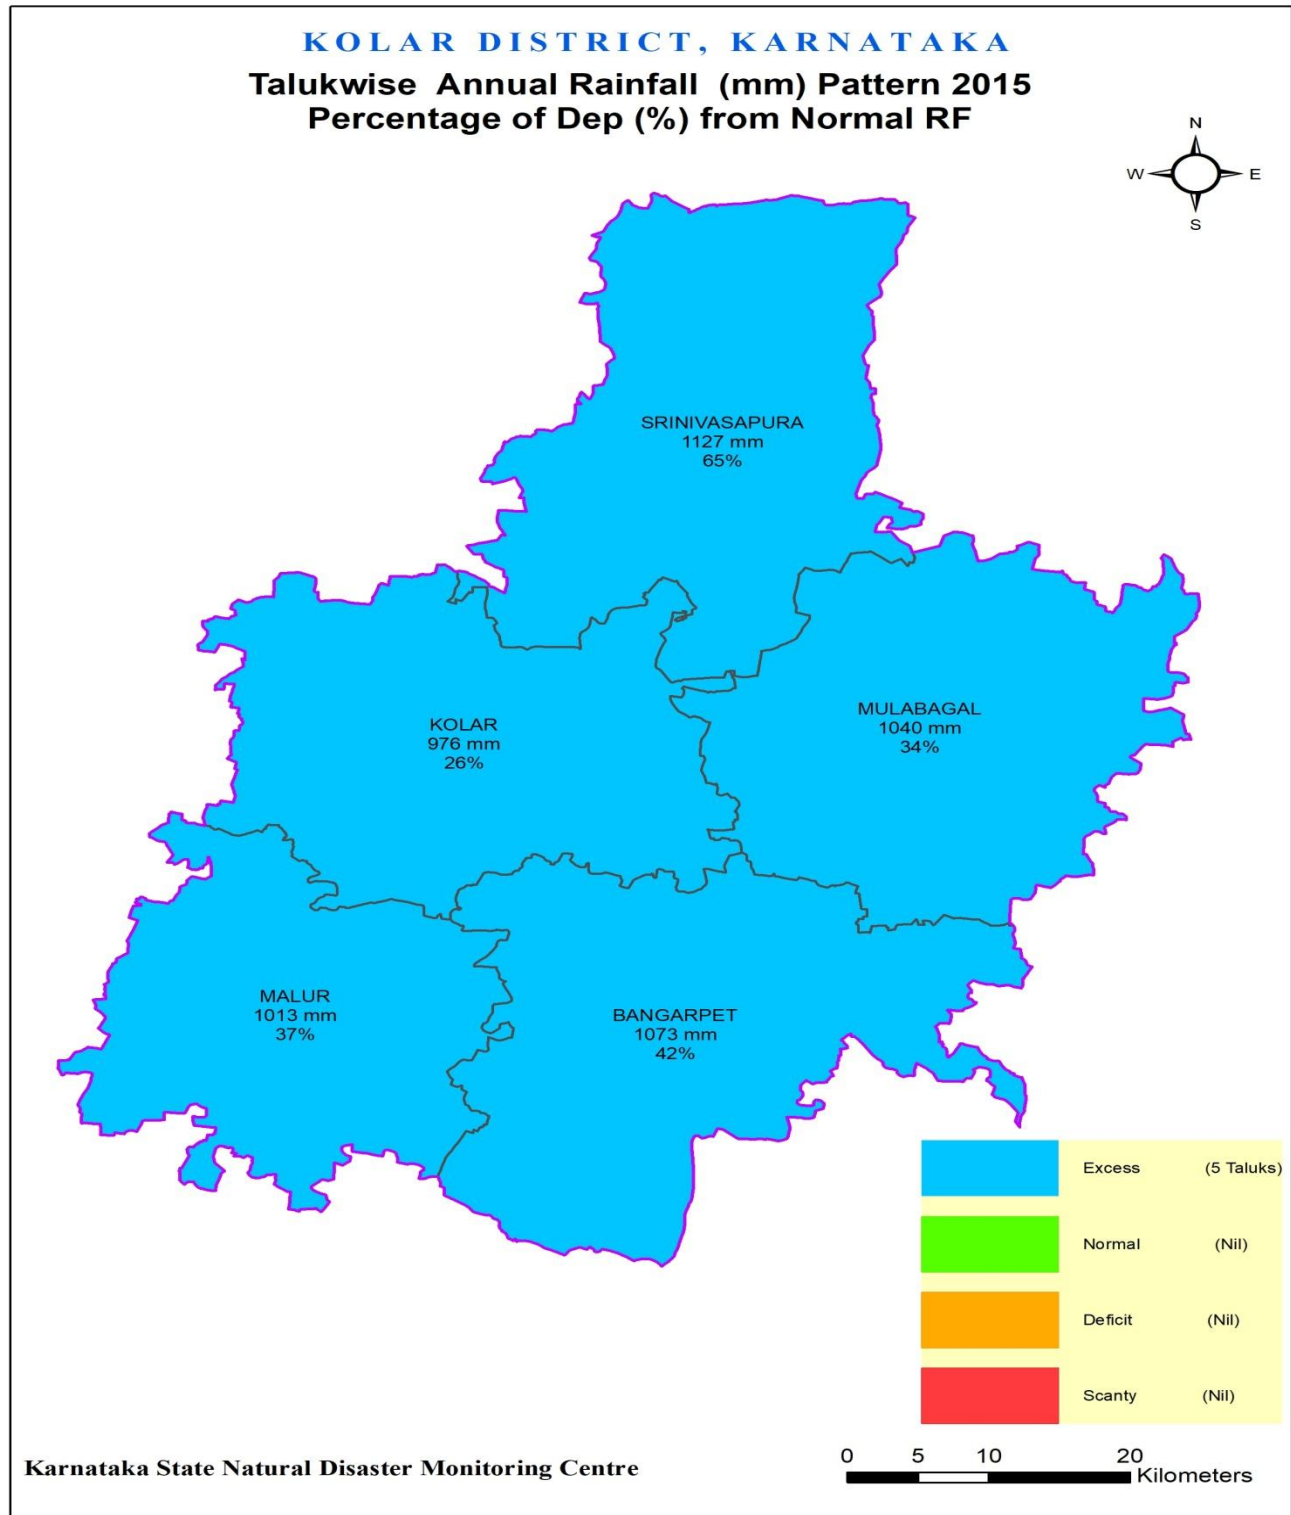 KOLAR DISTRICT, KARNATAKA
Talukwise Annual Rainfall (mm) Pattern 2015
Percentage of Dep (%) from Normal RF
N
W E
S
SRINIVASAPURA
1127 mm
65%
MULABAGAL
1040 mm
34%
KOLAR
976 mm
26%
MALUR
1013 mm
37%
BANGARPET
1073 mm
42%
Excess (5 Taluks)
Normal (Nil)
Deficit (Nil)
Scanty (Nil)
Karnataka State Natural Disaster Monitoring Centre
0 5 10 20
Kilometers